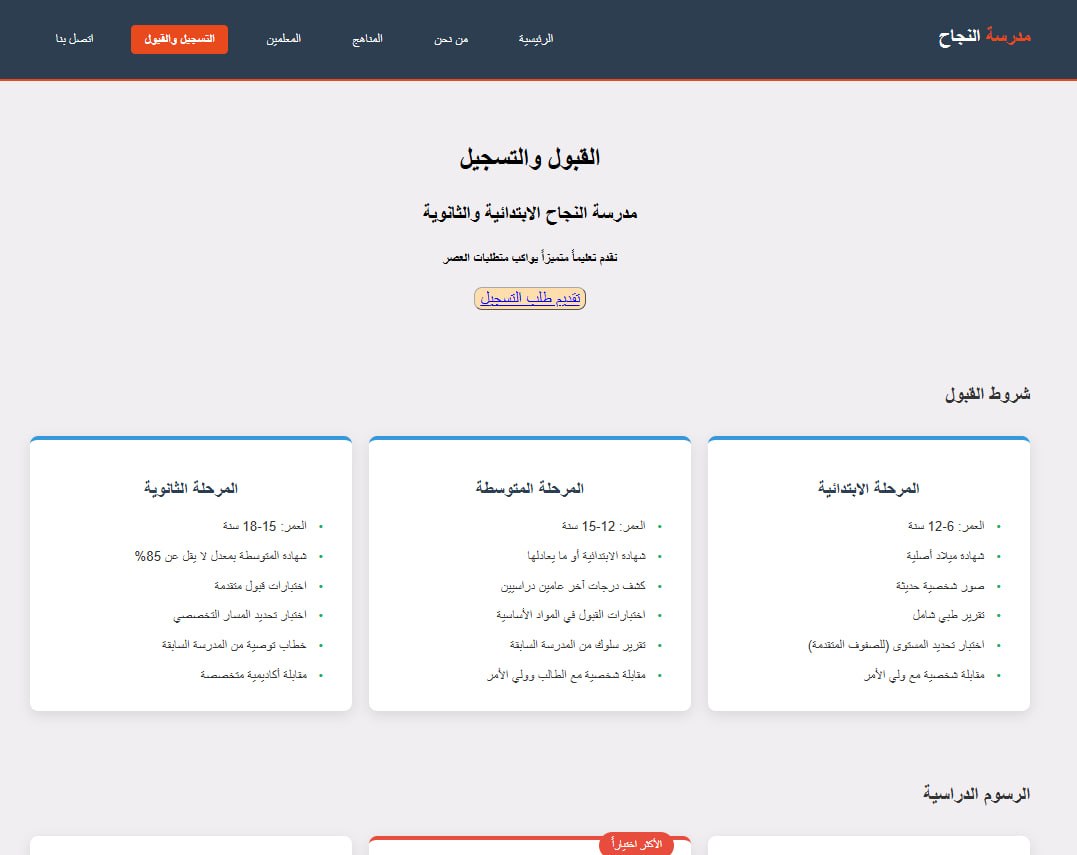 مدرسة النجاح
الرئيسية
من نحن
المناهج
المعلمين
التسجيل والقبول
اتصل بنا
القبول والتسجيل
مدرسة النجاح الابتدائية والثانوية
تقدم تعليماً متميزاً يواكب متطلبات العصر
تقديم طلب التسجيل
شروط القبول
المرحلة الابتدائية
العمر: 6-12 سنة
شهادة ميلاد أصلية
صور شخصية حديثة
تقرير طبي شامل
اختبار تحديد المستوى (للصفوف المتقدمة)
مقابلة شخصية مع ولي الأمر
المرحلة المتوسطة
العمر: 12-15 سنة
شهادة الابتدائية أو ما يعادلها
كشف درجات آخر عامين دراسيين
اختبارات القبول في المواد الأساسية
تقرير سلوك من المدرسة السابقة
مقابلة شخصية مع الطالب وولي الأمر
المرحلة الثانوية
العمر: 15-18 سنة
شهادة المتوسطة بمعدل لا يقل عن 85%
اختبارات قبول متقدمة
اختبار تحديد المسار التخصصي
خطاب توصية من المدرسة السابقة
مقابلة أكاديمية متخصصة
الرسوم الدراسية
الأكثر اختياراً